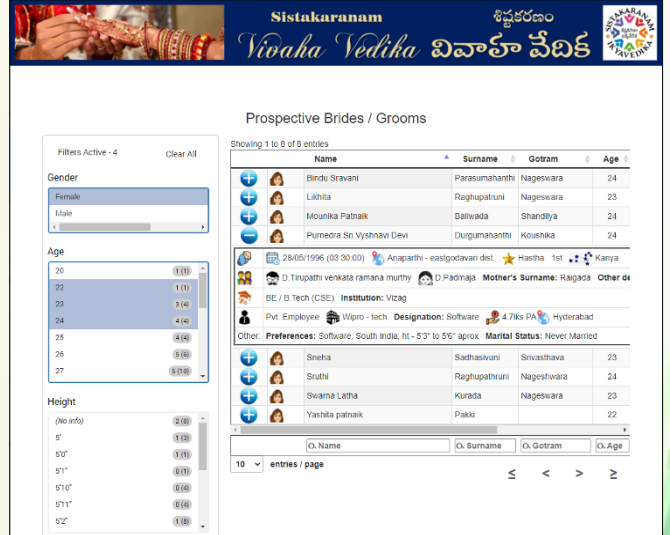 Sistakaranam
శిష్టకరణం
Vivaha Vedika వివాహ వేదిక
Prospective Brides / Grooms
Filters Active - 4 Clear All
Gender
Female
Male
Age
20 1 (1)
22 1 (1)
23 3 (4)
24 4 (4)
25 4 (4)
26 5 (5)
27 5 (10)
Height
(No info) 2 (8)
5' 1 (3)
5'0" 1 (1)
5'1" 0 (1)
5'10" 0 (4)
5'11" 0 (4)
5'2" 1 (8)
Showing 1 to 8 of 8 entries
Name Surname Gotram Age
Bindu Sravani Parasumahanthi Nageswara 24
Likhita Raghupatruni Nageswara 23
Mounika Patnaik Baliwada Shandilya 24
Purnedra Sri Vyshnavi Devi Durgumahanthi Koushika 24
28/05/1996 (03:30:00) Anaparthi - eastgodavari dist. Hastha 1st Kanya
D.Tirupathi venkata ramana murthy D.Padmaja Mother's Surname: Raigada Other de
BE / B.Tech (CSE) Institution: Vizag
Pvt. Employee Wipro - tech Designation: Software 4.7lks PA Hyderabad
Other: Preferences: Software; South India; ht - 5'3" to 5'6" aprox Marital Status: Never Married
Sneha Sadhasivuni Srivasthava 23
Sruthi Raghupathruni Nageshwara 24
Swarna Latha Kurada Nageswara 23
Yashita patnaik Pakki 22
Name Surname Gotram Age
10 entries / page
≤ < > ≥